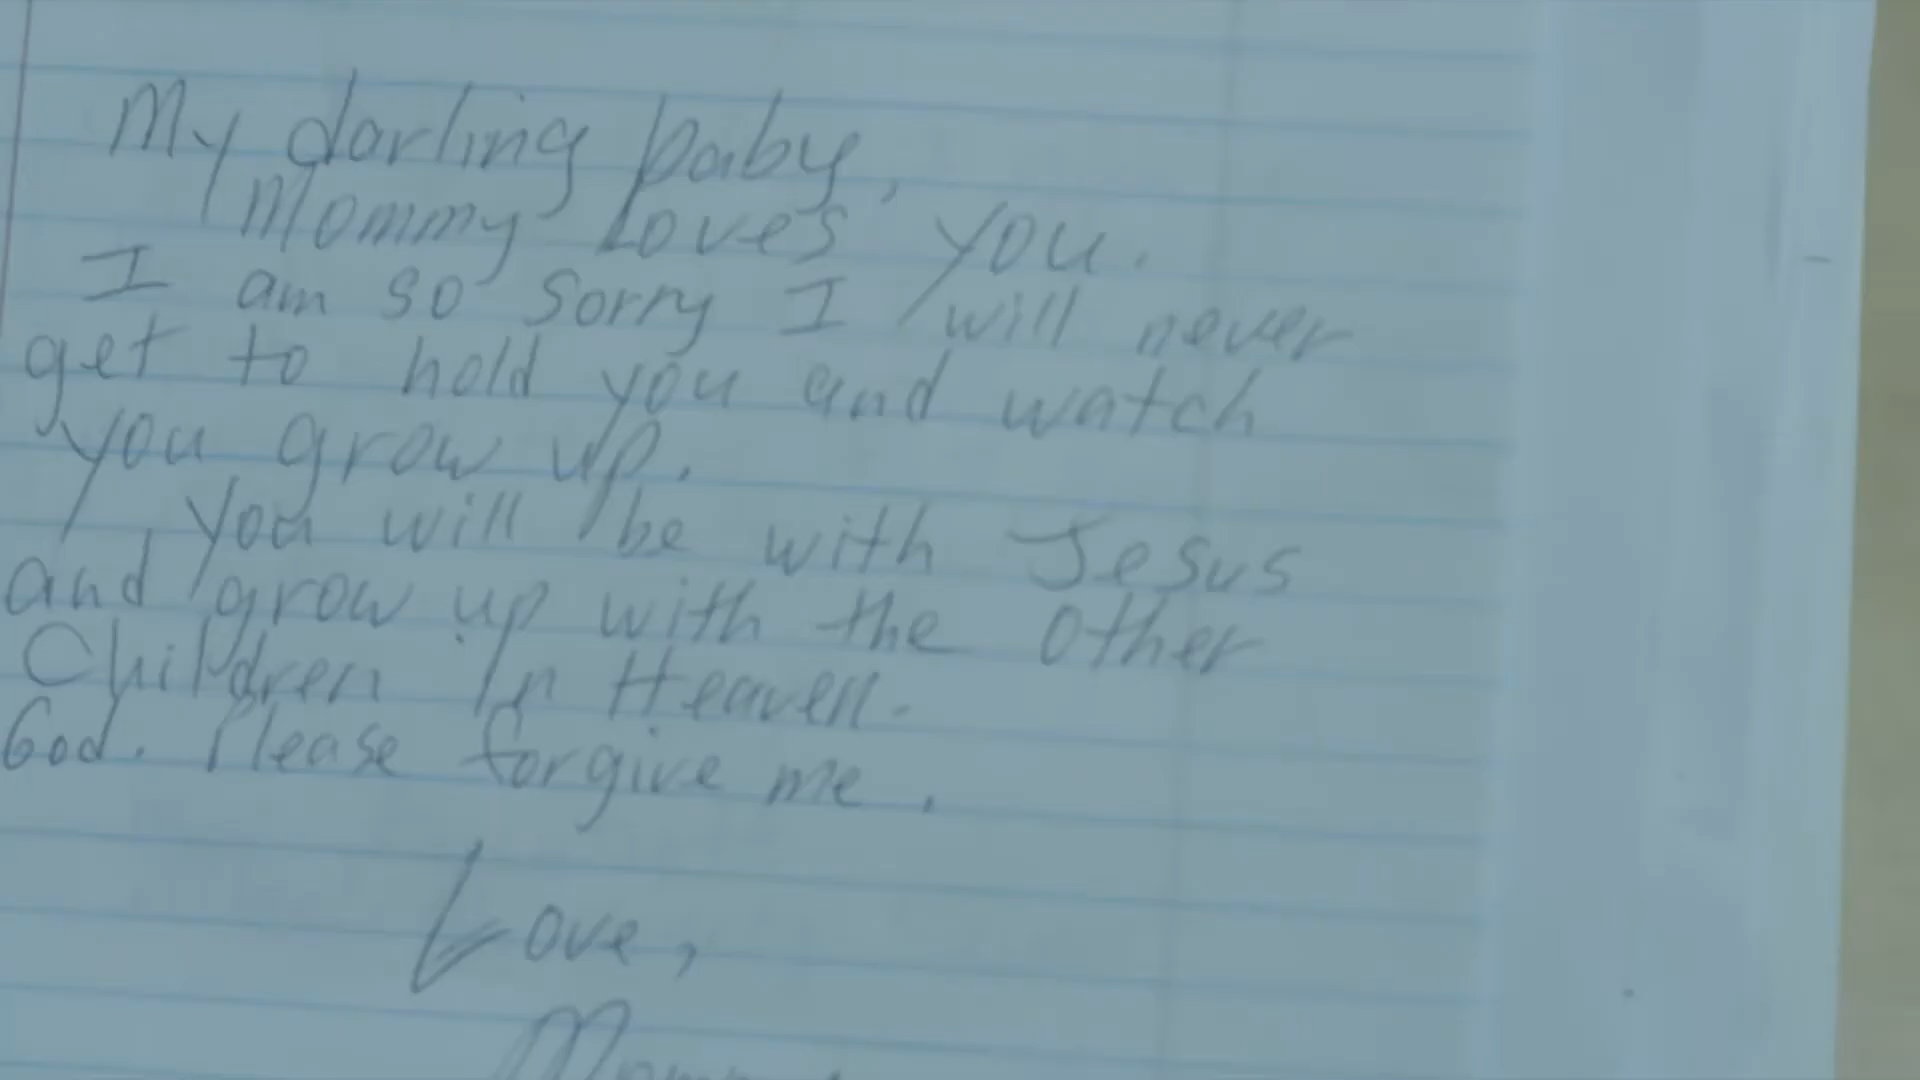 My darling baby,
Mommy Loves you.
I am so sorry I will never
get to hold you and watch
you grow up.
You will be with Jesus
and grow up with the other
Children in Heaven.
God. Please forgive me.
Love,